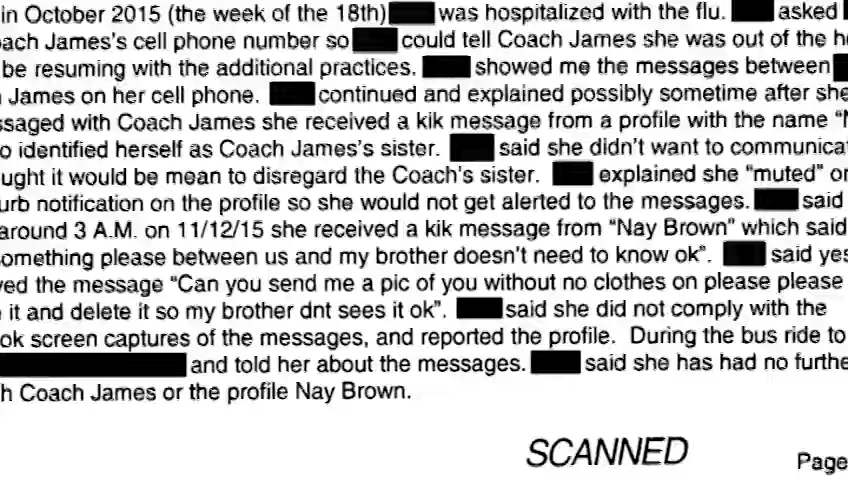 in October 2015 (the week of the 18th) was hospitalized with the flu. asked
ach James's cell phone number so could tell Coach James she was out of the h
be resuming with the additional practices. showed me the messages between
James on her cell phone. continued and explained possibly sometime after she
ssaged with Coach James she received a kik message from a profile with the name “N
o identified herself as Coach James's sister. said she didn't want to communicat
ught it would be mean to disregard the Coach's sister. explained she “muted” or
urb notification on the profile so she would not get alerted to the messages. said
around 3 A.M. on 11/12/15 she received a kik message from “Nay Brown” which said
omething please between us and my brother doesn't need to know ok”. said yes
ved the message “Can you send me a pic of you without no clothes on please please
it and delete it so my brother dnt sees it ok”. said she did not comply with the
ok screen captures of the messages, and reported the profile. During the bus ride to
and told her about the messages. said she has had no furthe
h Coach James or the profile Nay Brown.
SCANNED
Page